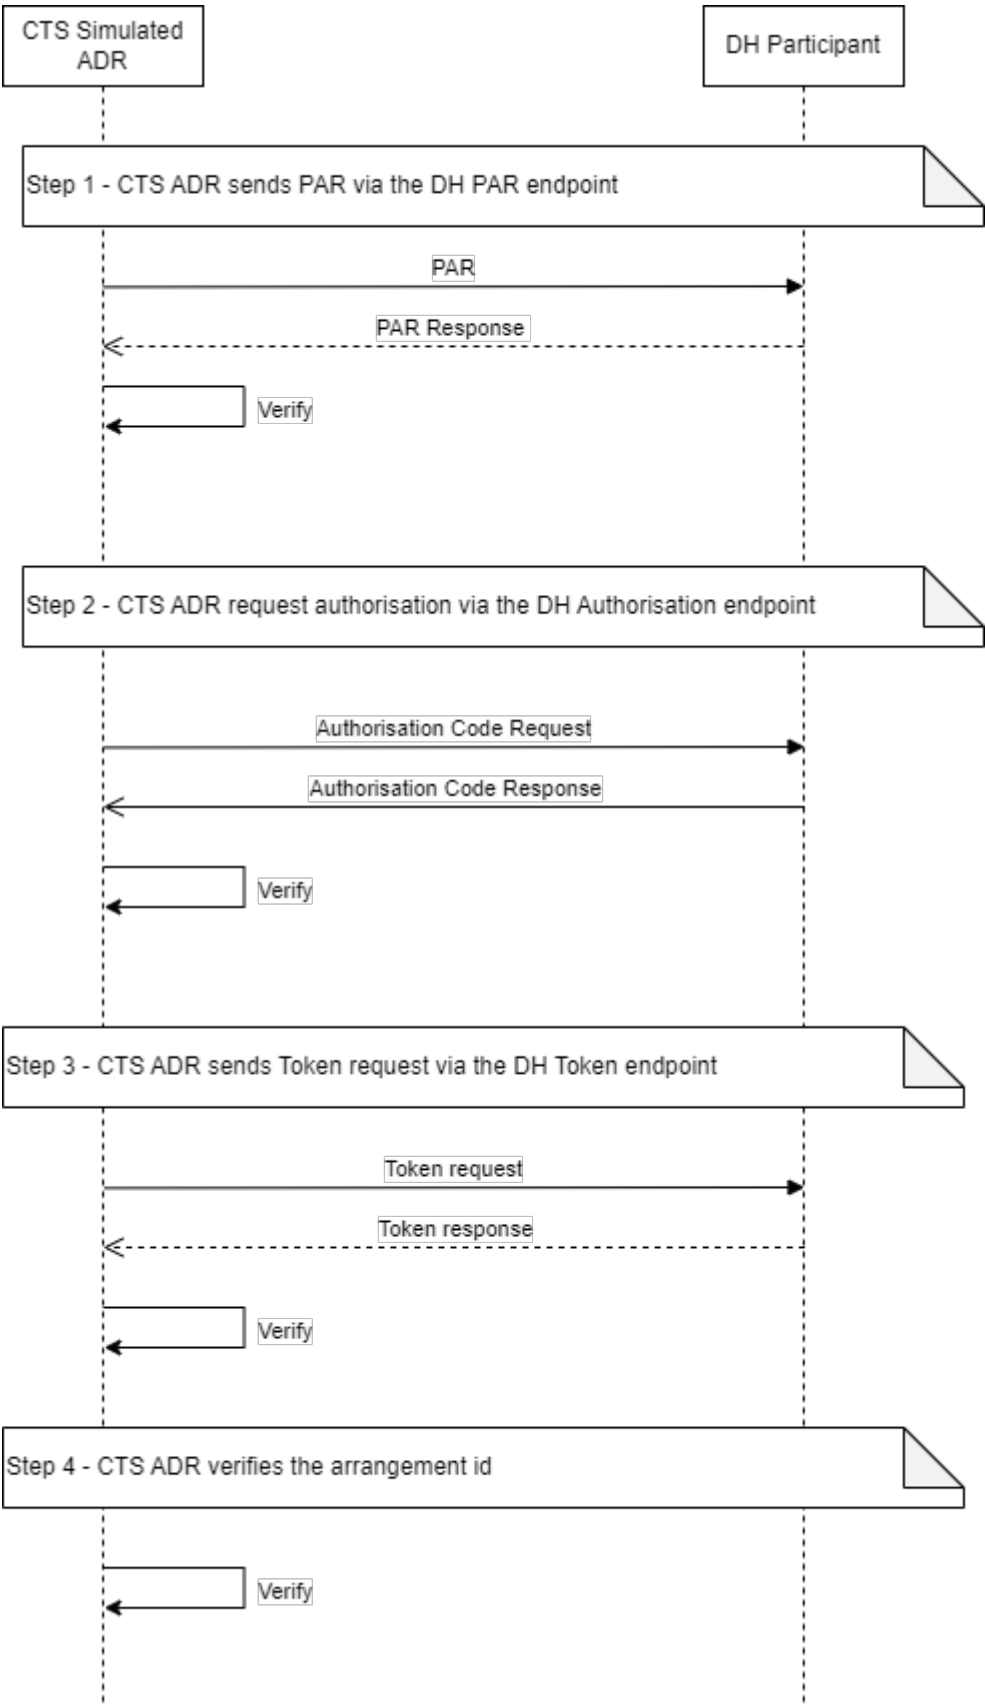 CTS Simulated
ADR
DH Participant
Step 1 - CTS ADR sends PAR via the DH PAR endpoint
PAR
PAR Response
Verify
Step 2 - CTS ADR request authorisation via the DH Authorisation endpoint
Authorisation Code Request
Authorisation Code Response
Verify
Step 3 - CTS ADR sends Token request via the DH Token endpoint
Token request
Token response
Verify
Step 4 - CTS ADR verifies the arrangement id
Verify